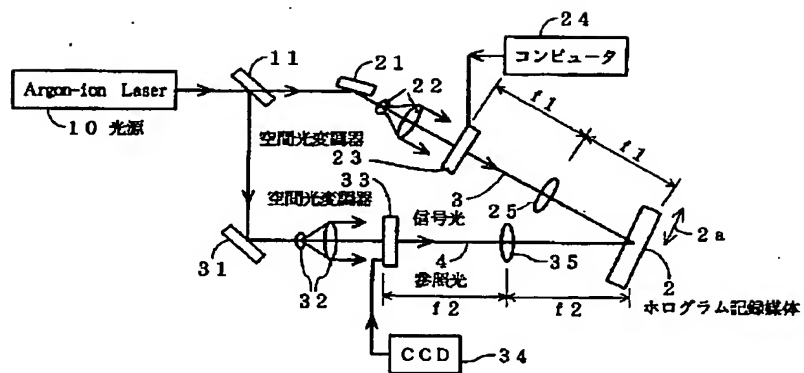 11
21
22
24
コンピュータ
Argon-ion Laser
10 光源
空間光変調器
23
f1
f1
3
25
空間光変調器
33
信号光
2a
2
31
32
4
参照光
35
f2
f2
ホログラム記録媒体
CCD
34